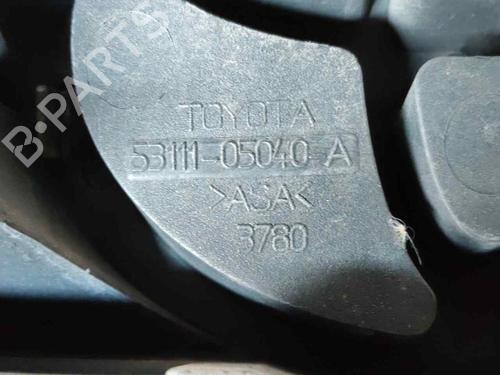 B-PARTS
TOYOTA
53111-05040-A
>ASA<
3780